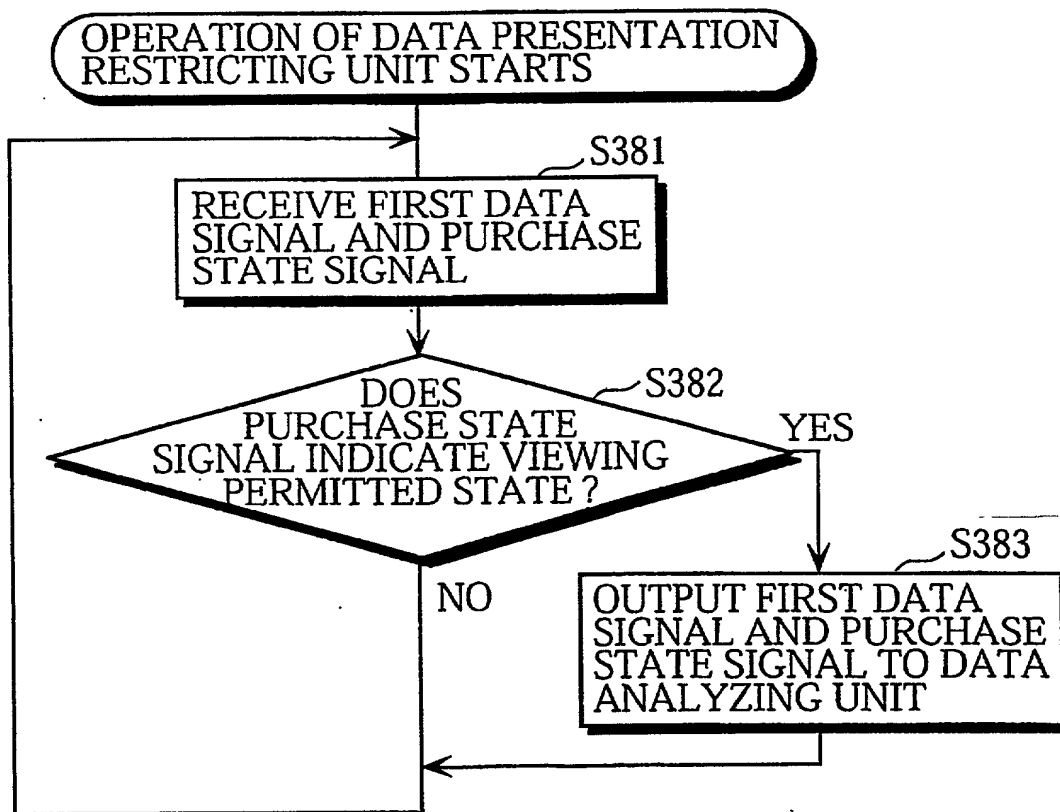 OPERATION OF DATA PRESENTATION
RESTRICTING UNIT STARTS
S381
RECEIVE FIRST DATA
SIGNAL AND PURCHASE
STATE SIGNAL
S382
DOES
PURCHASE STATE
SIGNAL INDICATE VIEWING
PERMITTED STATE ?
YES
NO
S383
OUTPUT FIRST DATA
SIGNAL AND PURCHASE
STATE SIGNAL TO DATA
ANALYZING UNIT